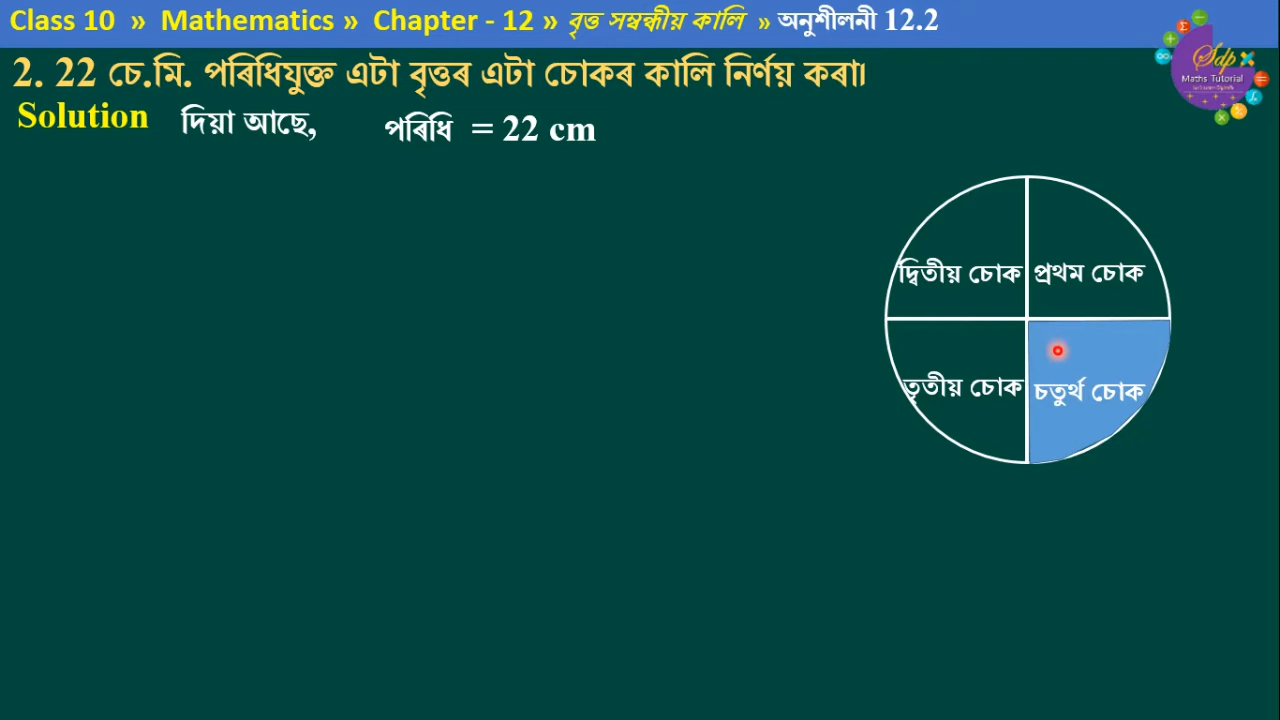 Class 10 » Mathematics » Chapter - 12 » বৃত্ত সম্বন্ধীয় কালি » অনুশীলনী 12.2
2. 22 চে.মি. পৰিধিযুক্ত এটা বৃত্তৰ এটা চোকৰ কালি নিৰ্ণয় কৰা।
Solution দিয়া আছে, পৰিধি = 22 cm
Sdp
Maths Tutorial
দ্বিতীয় চোক প্ৰথম চোক
তৃতীয় চোক চতুৰ্থ চোক